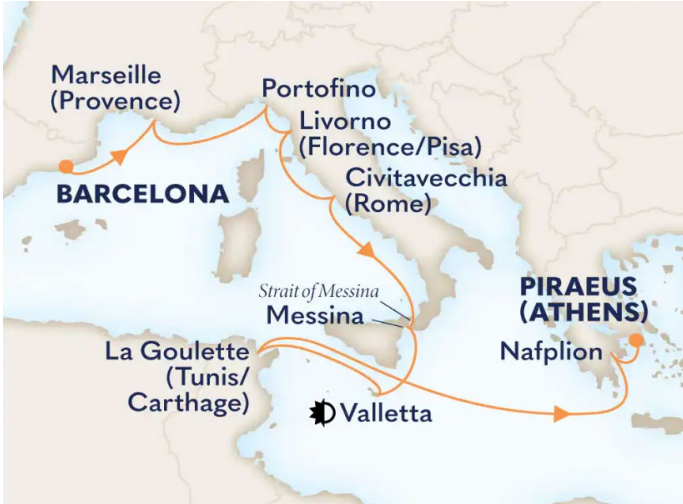 Marseille
(Provence)
Portofino
Livorno
(Florence/Pisa)
BARCELONA
Civitavecchia
(Rome)
Strait of Messina
Messina
PIRAEUS
(ATHENS)
La Goulette
(Tunis/
Carthage)
Nafplion
Valletta